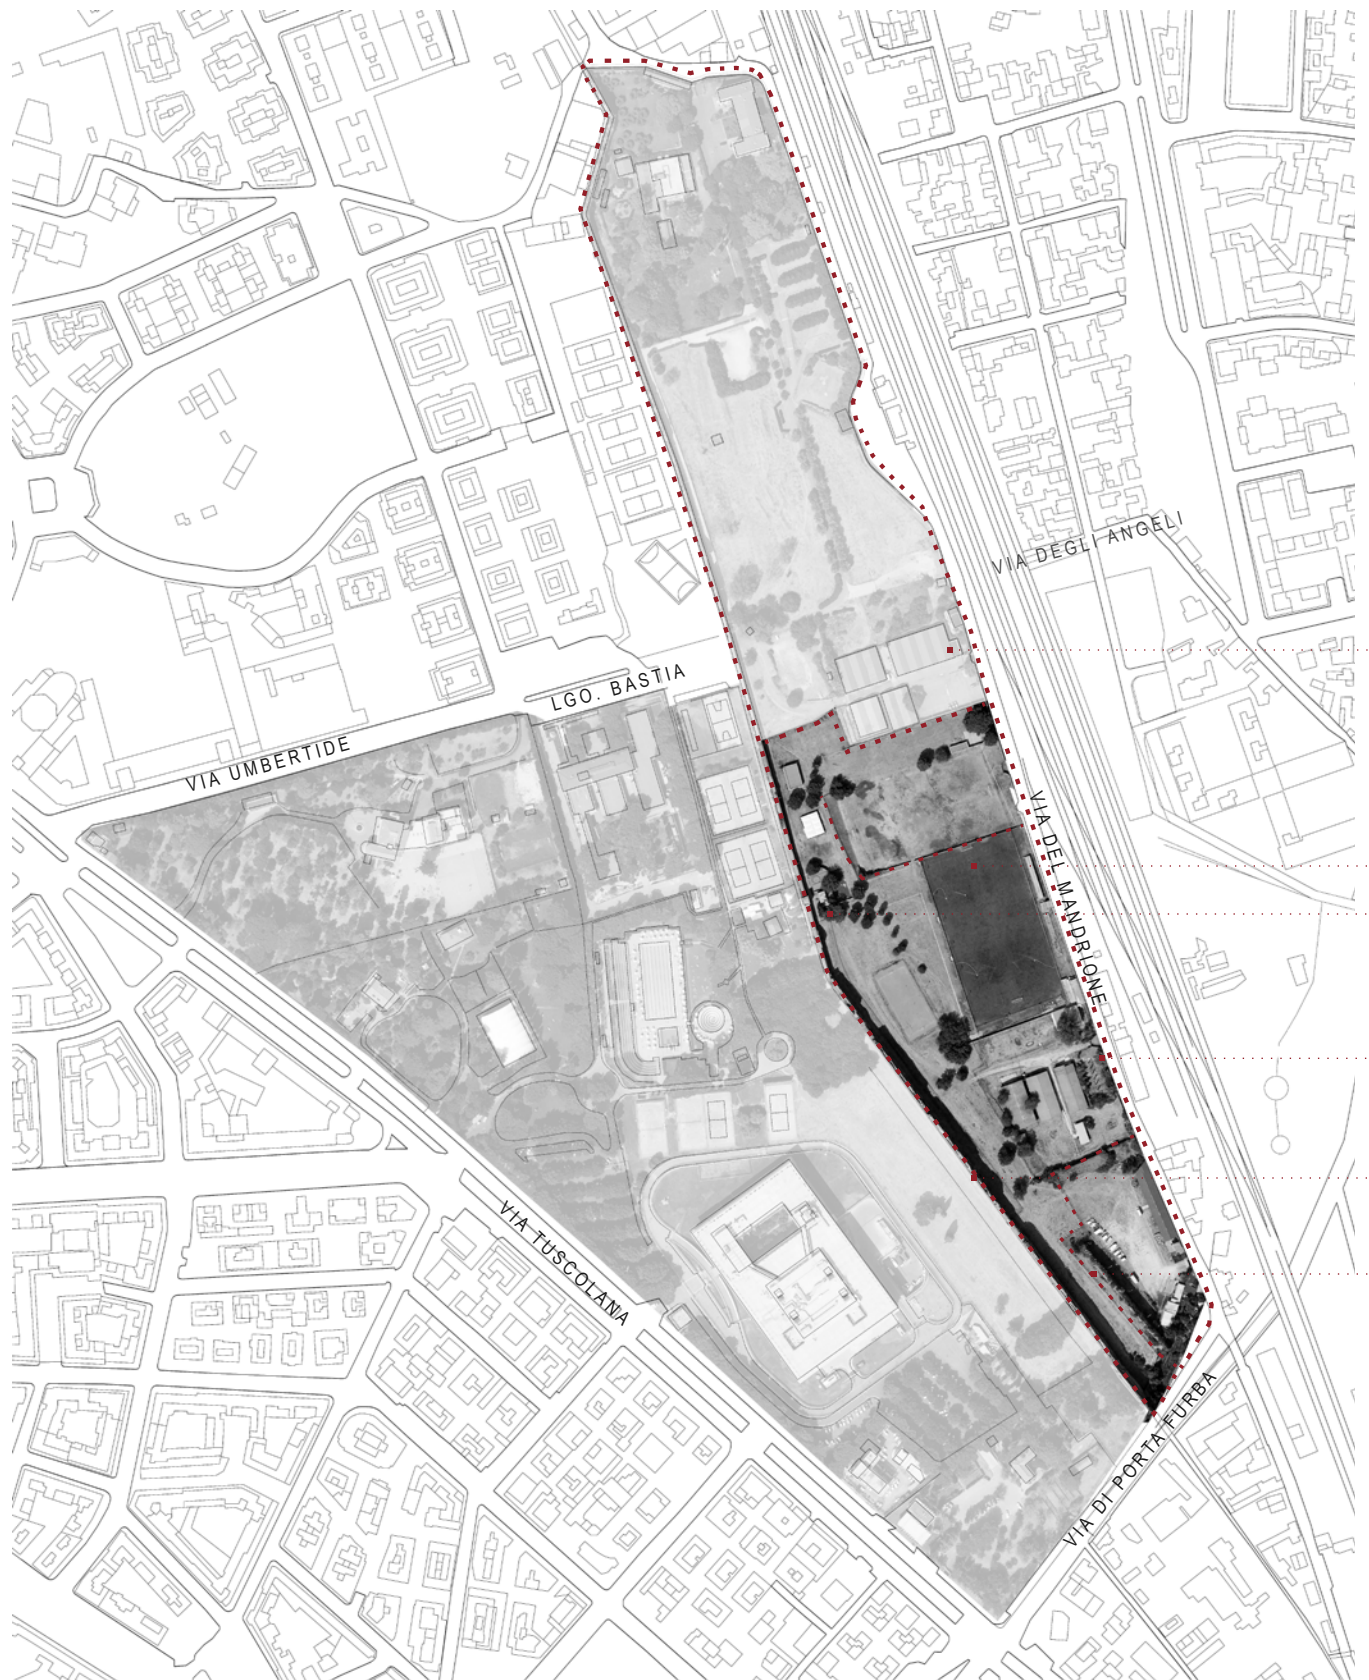 VIA DEGLI ANGELI
LGO. BASTIA
VIA UMBERTIDE
VIA DEL MANDRIONE
VIA TUSCOLANA
VIA DI PORTA FURBA